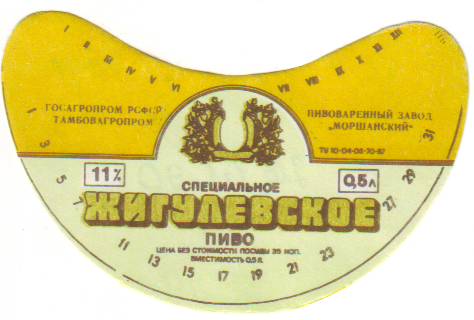 I II III IV V VI VII VIII IX X XI XII
ГОСАГРОПРОМ РСФСР
ТАМБОВАГРОПРОМ
ПИВОВАРЕННЫЙ ЗАВОД
„МОРШАНСКИЙ"
ТУ 10-04-06-70-87
11%
0,5л
СПЕЦИАЛЬНОЕ
ЖИГУЛЕВСКОЕ
ПИВО
ЦЕНА БЕЗ СТОИМОСТИ ПОСУДЫ 35 КОП.
ВМЕСТИМОСТЬ 0,5 Л.
1 3 5 7 11 13 15 17 19 21 23 27 29 31